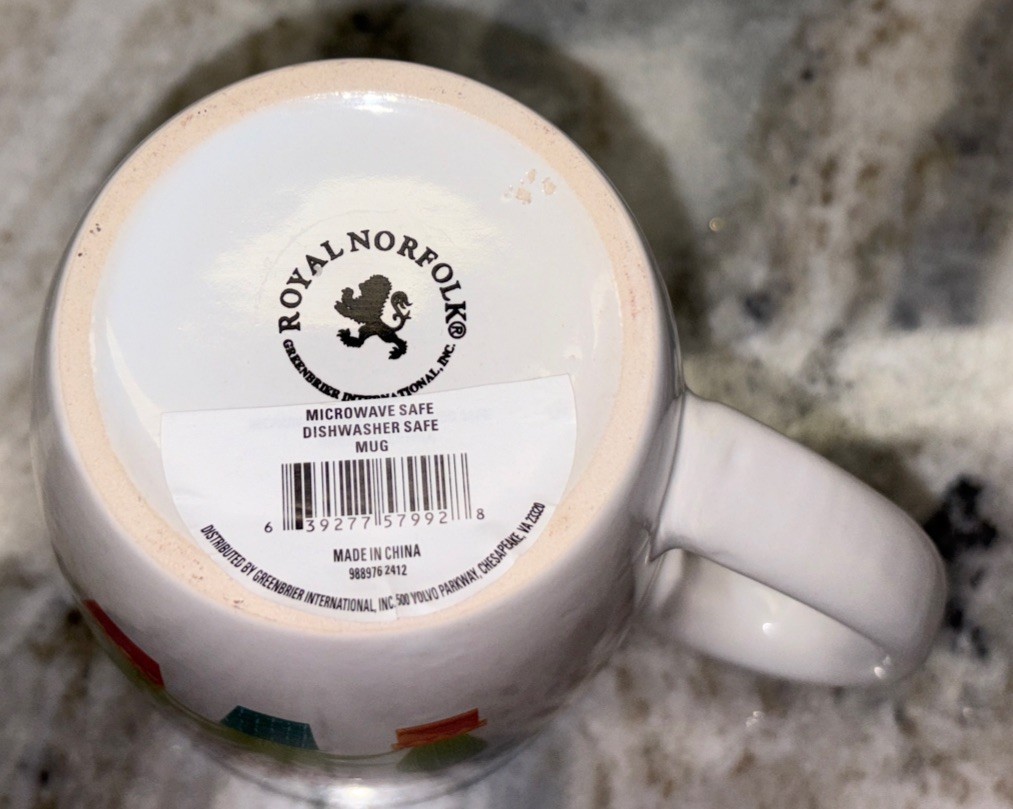 ROYAL NORFOLK®
GREENBRIER INTERNATIONAL, INC.
MICROWAVE SAFE
DISHWASHER SAFE
MUG
6 39277 57992 8
MADE IN CHINA
988976 2412
DISTRIBUTED BY GREENBRIER INTERNATIONAL, INC. 500 VOLVO PARKWAY, CHESAPEAKE, VA 23320